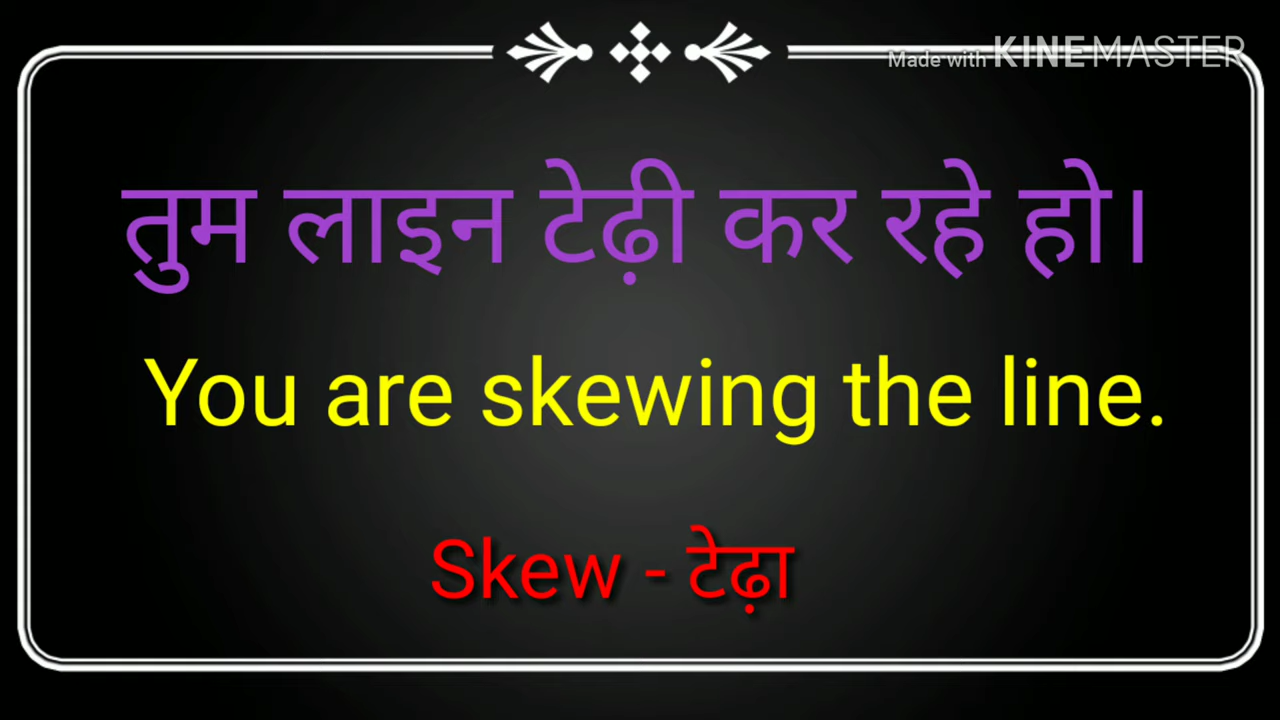 Made with KINEMASTER
तुम लाइन टेढ़ी कर रहे हो।
You are skewing the line.
Skew - टेढ़ा